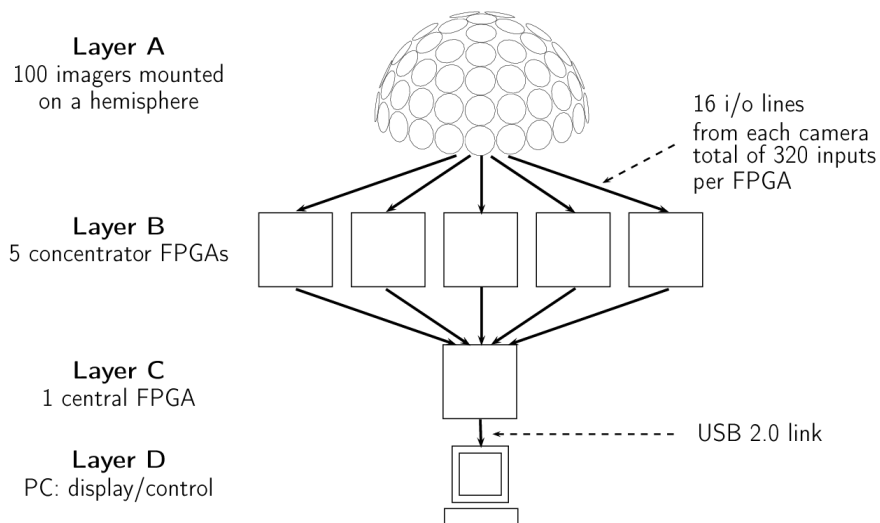 Layer A
100 imagers mounted
on a hemisphere
16 i/o lines
from each camera
total of 320 inputs
per FPGA
Layer B
5 concentrator FPGAs
Layer C
1 central FPGA
USB 2.0 link
Layer D
PC: display/control